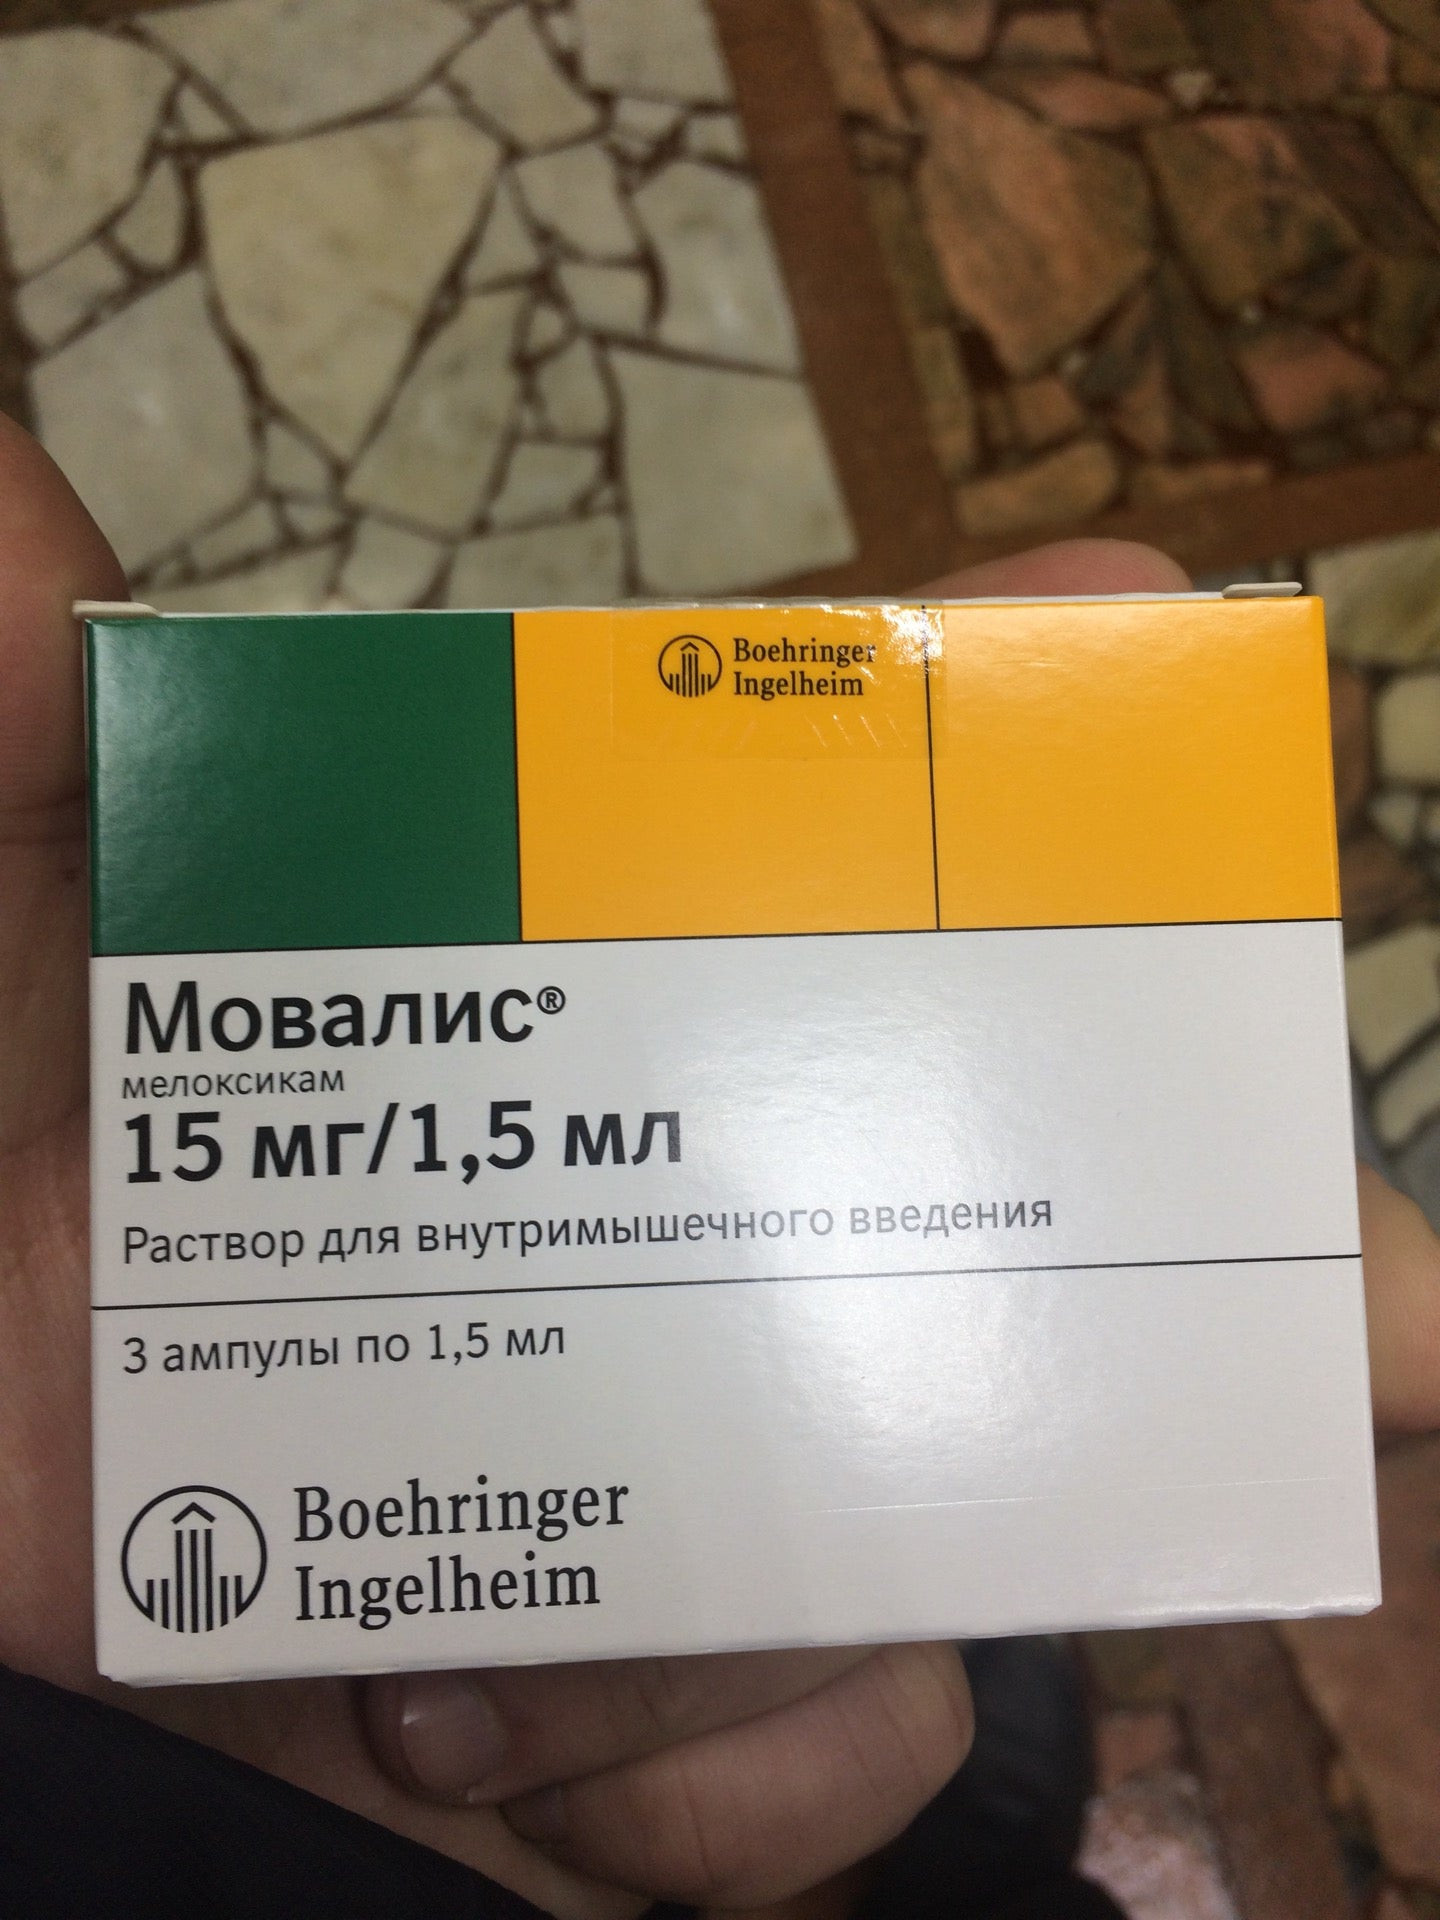 Boehringer
Ingelheim
Мовалис®
мелоксикам
15 мг/1,5 мл
Раствор для внутримышечного введения
3 ампулы по 1,5 мл
Boehringer
Ingelheim